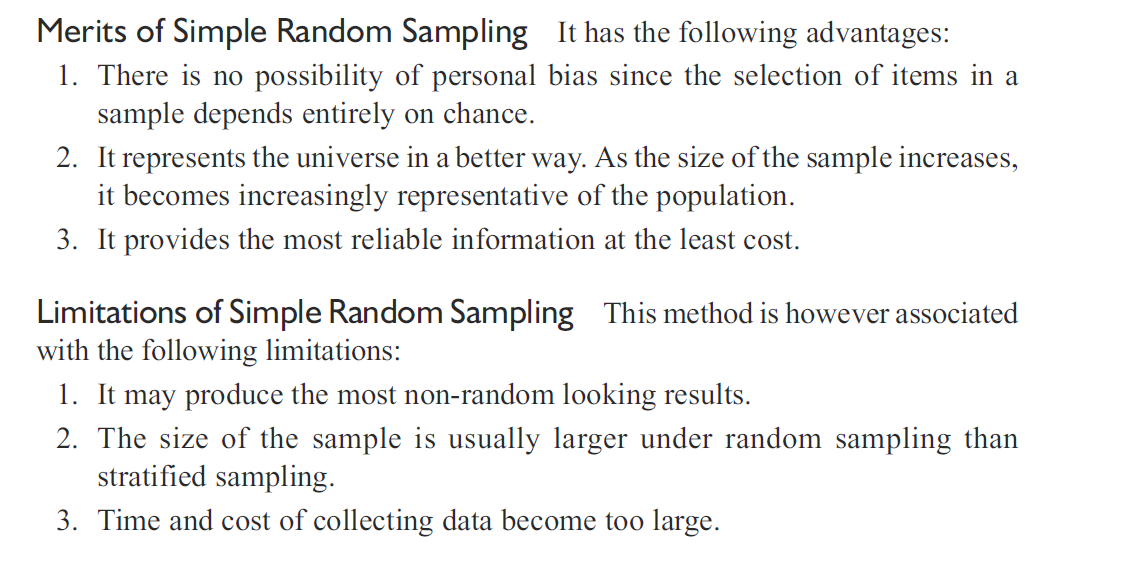 Merits of Simple Random Sampling It has the following advantages:
1. There is no possibility of personal bias since the selection of items in a
sample depends entirely on chance.
2. It represents the universe in a better way. As the size of the sample increases,
it becomes increasingly representative of the population.
3. It provides the most reliable information at the least cost.
Limitations of Simple Random Sampling This method is however associated
with the following limitations:
1. It may produce the most non-random looking results.
2. The size of the sample is usually larger under random sampling than
stratified sampling.
3. Time and cost of collecting data become too large.